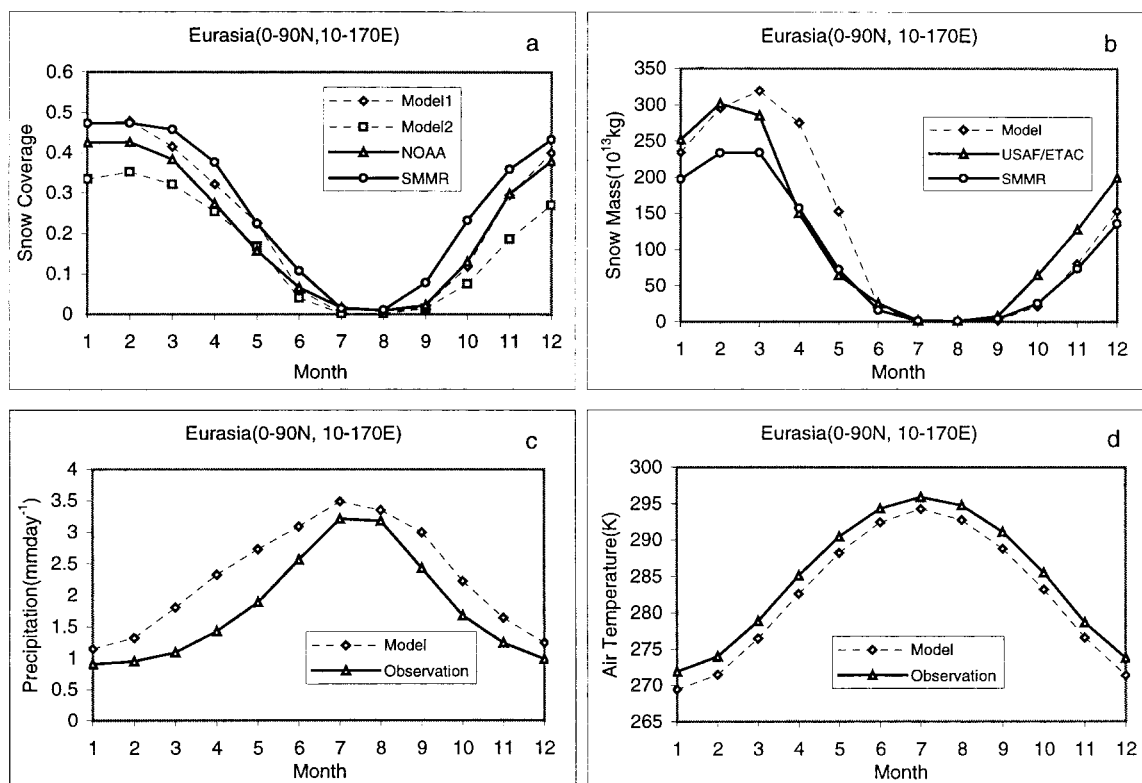 Eurasia(0-90N,10-170E)
a
Snow Coverage
0.6
0.5
0.4
0.3
0.2
0.1
0
Model1
Model2
NOAA
SMMR
1 2 3 4 5 6 7 8 9 10 11 12
Month
Eurasia(0-90N, 10-170E)
b
Snow Mass(10¹³kg)
350
300
250
200
150
100
50
0
Model
USAF/ETAC
SMMR
1 2 3 4 5 6 7 8 9 10 11 12
Month
Eurasia(0-90N, 10-170E)
c
Precipitation(mmday⁻¹)
4
3.5
3
2.5
2
1.5
1
0.5
0
Model
Observation
1 2 3 4 5 6 7 8 9 10 11 12
Month
Eurasia(0-90N, 10-170E)
d
Air Temperature(K)
300
295
290
285
280
275
270
265
Model
Observation
1 2 3 4 5 6 7 8 9 10 11 12
Month